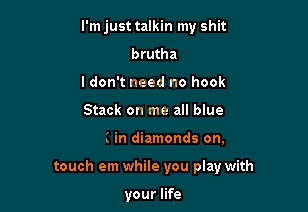 I'm just talkin my shit
brutha
I don't need no hook
Stack on me all blue
in diamonds on,
touch em while you play with
your life